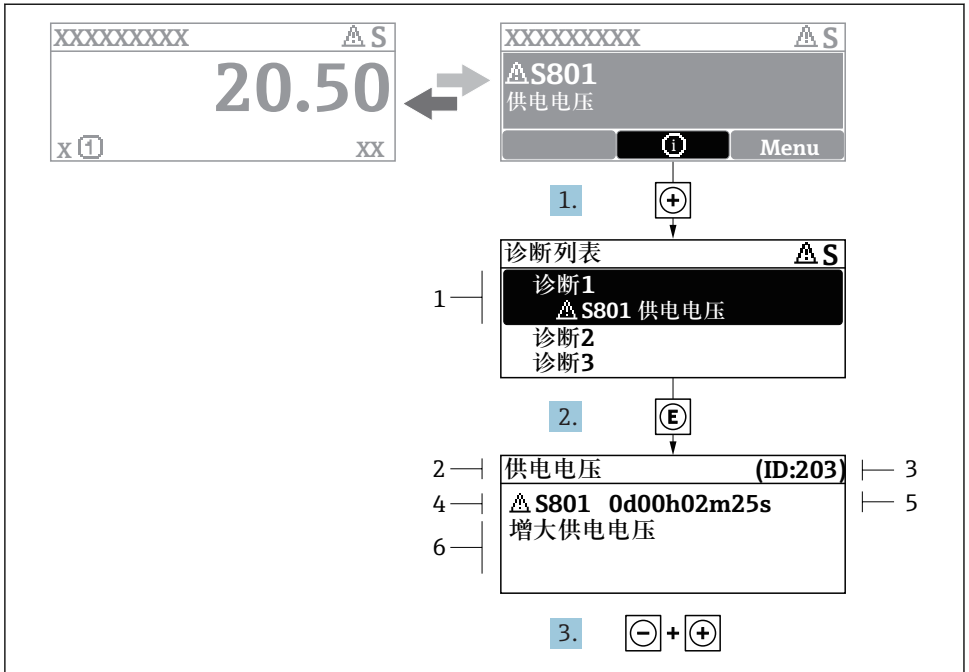 XXXXXXXXX ⚠ S
20.50
x ① XX
XXXXXXXXX ⚠ S
⚠ S801
供电电压
ⓘ Menu
1. ⊕
诊断列表 ⚠ S
1
诊断1
⚠ S801 供电电压
诊断2
诊断3
2. Ⓔ
2 供电电压 (ID:203) 3
4 ⚠ S801 0d00h02m25s 5
6 增大供电电压
3. ⊖ + ⊕